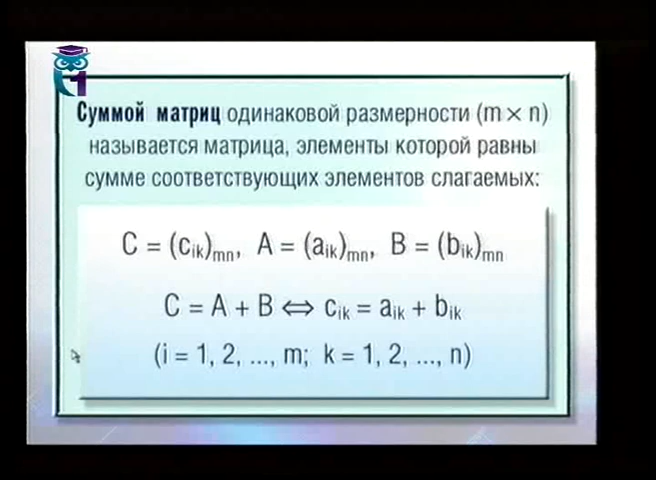 1
Суммой матриц одинаковой размерности (m × n)
называется матрица, элементы которой равны
сумме соответствующих элементов слагаемых:
C = (cᵢₖ)ₘₙ, A = (aᵢₖ)ₘₙ, B = (bᵢₖ)ₘₙ
C = A + B ⇔ cᵢₖ = aᵢₖ + bᵢₖ
(i = 1, 2, ..., m; k = 1, 2, ..., n)